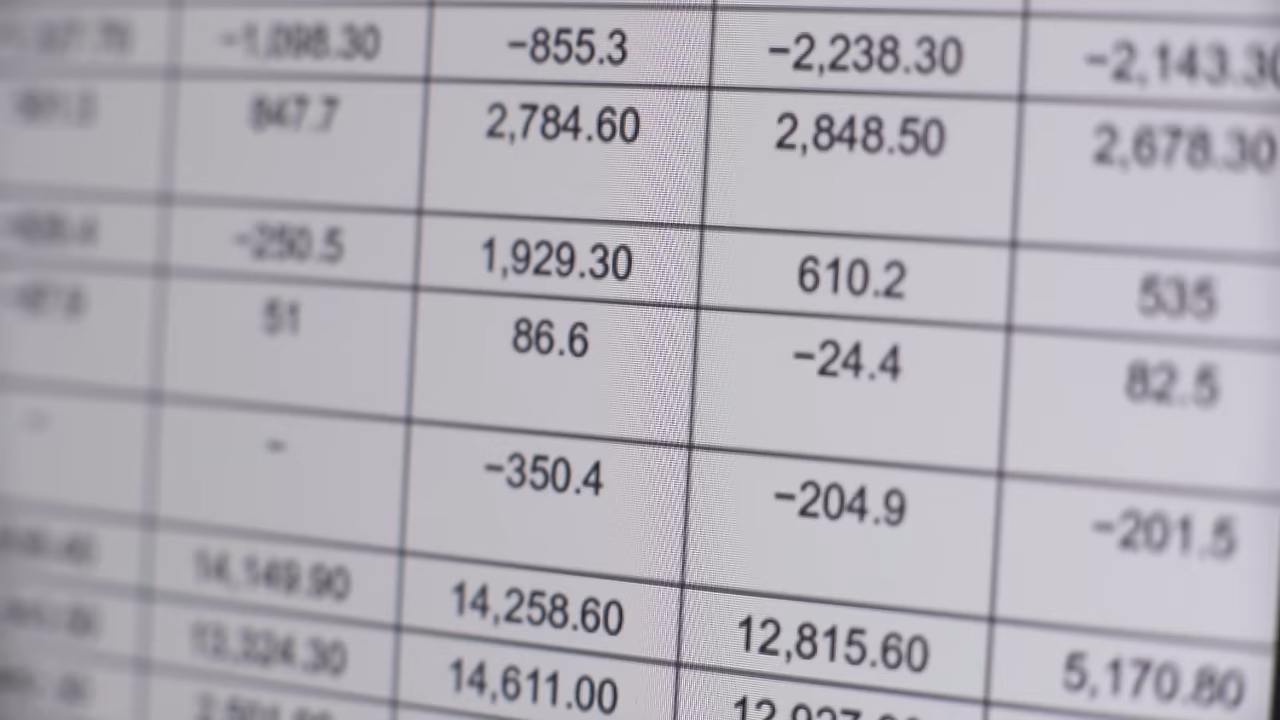 −1,098.30 −855.3 −2,238.30 −2,143.30
847.7 2,784.60 2,848.50 2,678.30
−250.5 1,929.30 610.2 535
51 86.6 −24.4 82.5
– −350.4 −204.9 −201.5
14,149.90 14,258.60 12,815.60 5,170.80
13,324.30 14,611.00